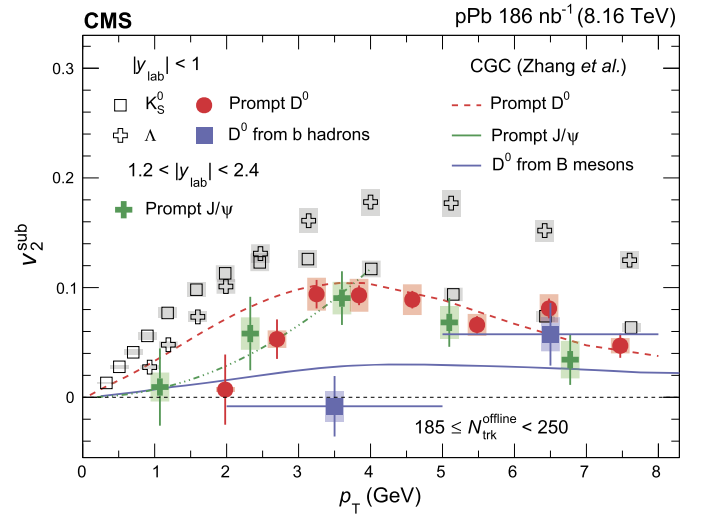 CMS
pPb 186 nb⁻¹ (8.16 TeV)
|y_lab| < 1
K⁰_S
Prompt D⁰
Λ
D⁰ from b hadrons
1.2 < |y_lab| < 2.4
Prompt J/ψ
CGC (Zhang et al.)
Prompt D⁰
Prompt J/ψ
D⁰ from B mesons
185 ≤ N_trk^offline < 250
v₂^sub
0.3
0.2
0.1
0
0 1 2 3 4 5 6 7 8
p_T (GeV)